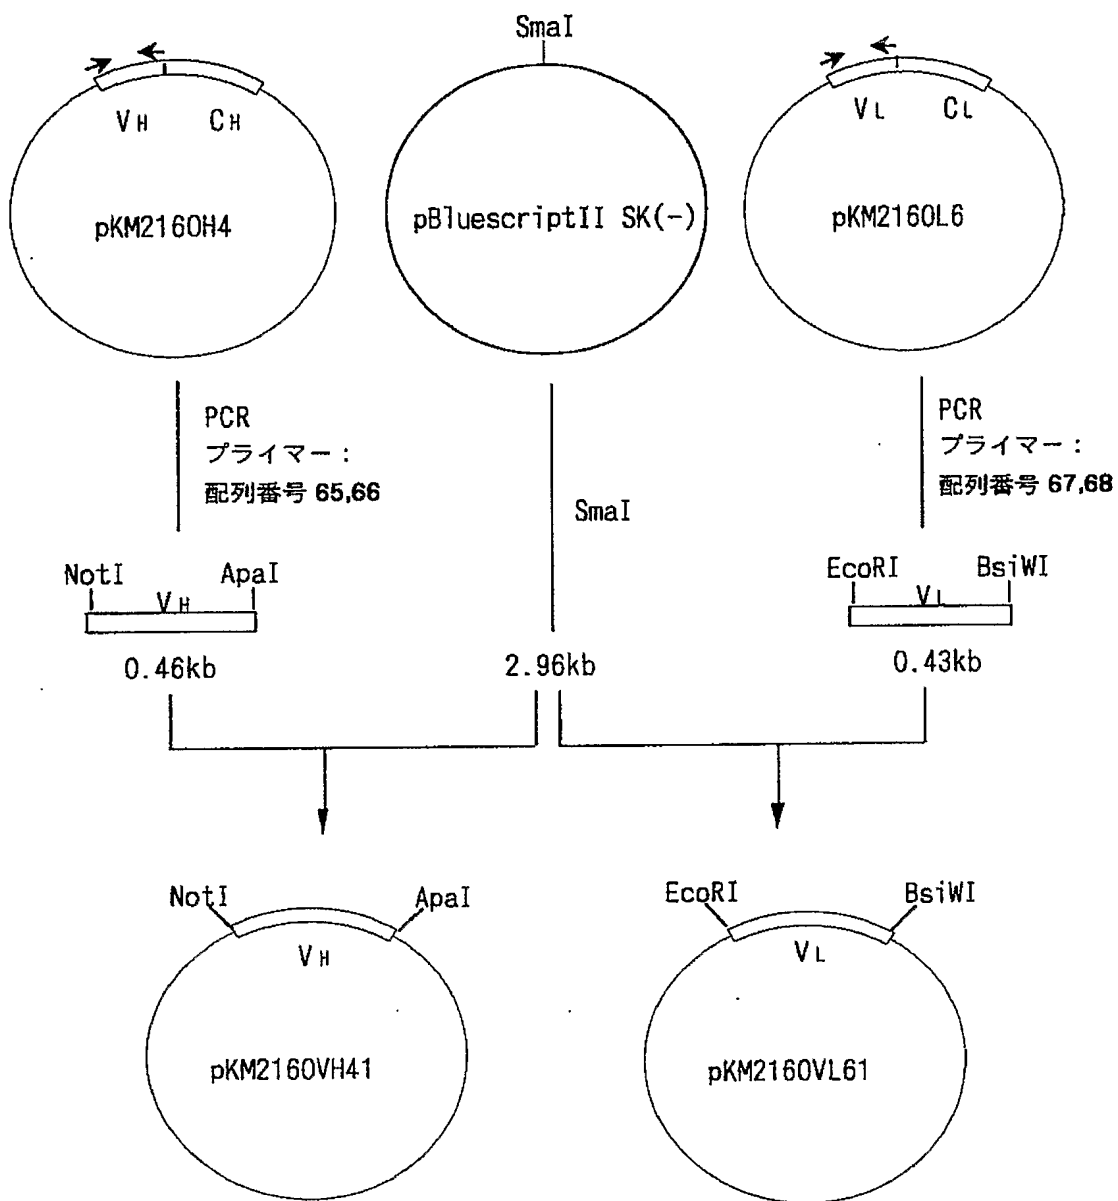 SmaI
VH
CH
pKM2160H4
pBluescriptII SK(-)
VL
CL
pKM2160L6
PCR
プライマー：
配列番号 65,66
SmaI
PCR
プライマー：
配列番号 67,68
NotI
ApaI
VH
0.46kb
2.96kb
EcoRI
BsiWI
VL
0.43kb
NotI
ApaI
VH
pKM2160VH41
EcoRI
BsiWI
VL
pKM2160VL61